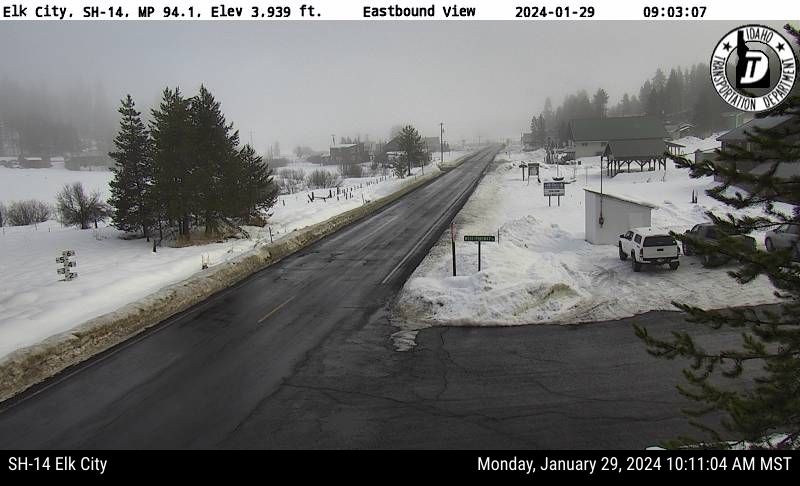 Elk City, SH-14, MP 94.1, Elev 3,939 ft. Eastbound View 2024-01-29 09:03:07
IDAHO
TRANSPORTATION DEPARTMENT
SH-14 Elk City
Monday, January 29, 2024 10:11:04 AM MST